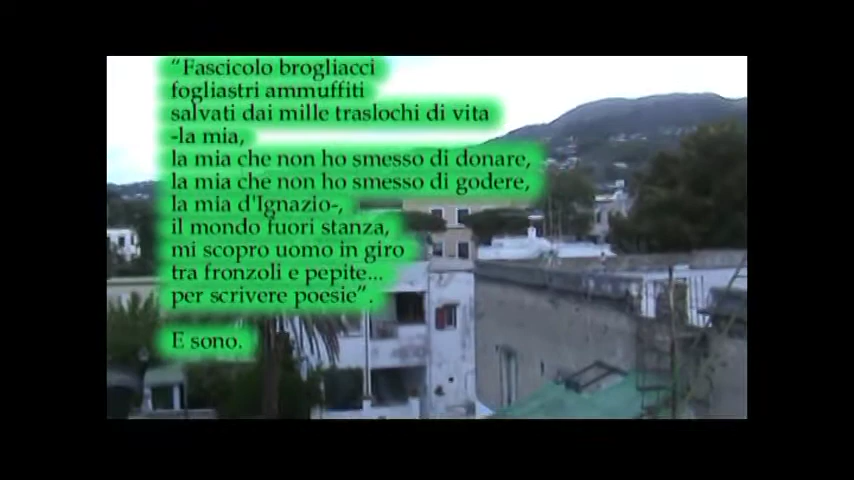 “Fascicolo brogliacci
fogliastri ammuffiti
salvati dai mille traslochi di vita
-la mia,
la mia che non ho smesso di donare,
la mia che non ho smesso di godere,
la mia d'Ignazio-,
il mondo fuori stanza,
mi scopro uomo in giro
tra fronzoli e pepite...
per scrivere poesie”.
E sono.